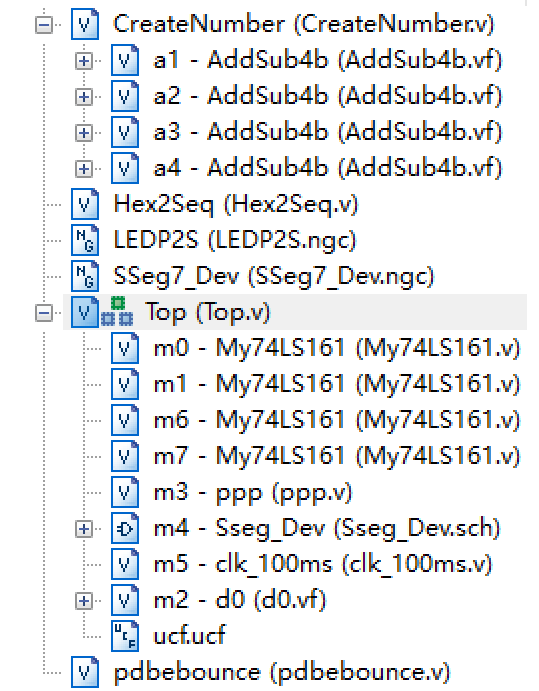 CreateNumber (CreateNumber.v)
a1 - AddSub4b (AddSub4b.vf)
a2 - AddSub4b (AddSub4b.vf)
a3 - AddSub4b (AddSub4b.vf)
a4 - AddSub4b (AddSub4b.vf)
Hex2Seq (Hex2Seq.v)
LEDP2S (LEDP2S.ngc)
SSeg7_Dev (SSeg7_Dev.ngc)
Top (Top.v)
m0 - My74LS161 (My74LS161.v)
m1 - My74LS161 (My74LS161.v)
m6 - My74LS161 (My74LS161.v)
m7 - My74LS161 (My74LS161.v)
m3 - ppp (ppp.v)
m4 - Sseg_Dev (Sseg_Dev.sch)
m5 - clk_100ms (clk_100ms.v)
m2 - d0 (d0.vf)
ucf.ucf
pdbebounce (pdbebounce.v)